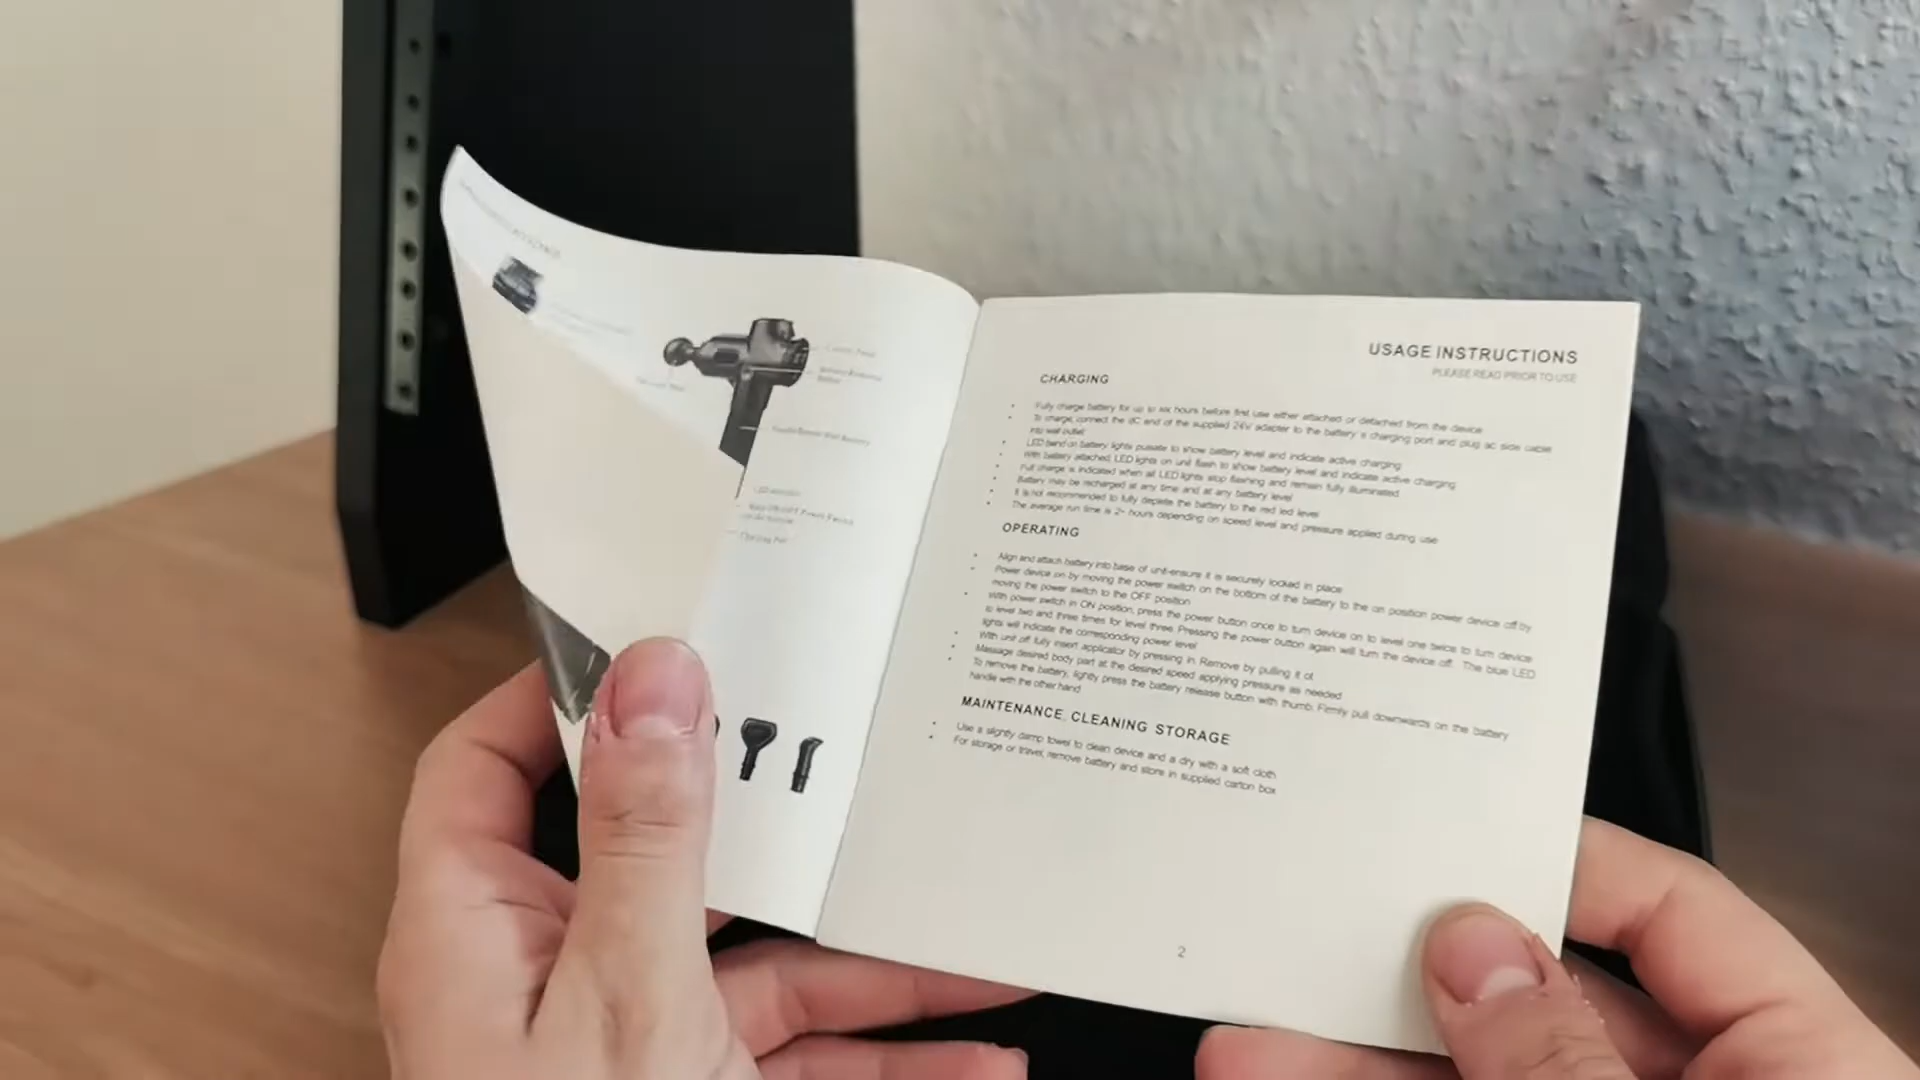 Battery Release
Button
Handle/Removable Battery
Charging Port
USAGE INSTRUCTIONS
PLEASE READ PRIOR TO USE
CHARGING
Fully charge battery for up to six hours before first use either attached or detached from the device
To charge, connect the dC end of the supplied 24V adapter to the battery s charging port and plug ac side cable
into wall outlet
LED band on battery lights pulsate to show battery level and indicate active charging
With battery attached, LED lights on unit flash to show battery level and indicate active charging
Full charge is indicated when all LED lights stop flashing and remain fully illuminated
Battery may be recharged at any time and at any battery level
It is not recommended to fully deplete the battery to the red led level
The average run time is 2+ hours depending on speed level and pressure applied during use
OPERATING
Align and attach battery into base of unit-ensure it is securely locked in place
Power device on by moving the power switch on the bottom of the battery to the on position power device off by
moving the power switch to the OFF position
With power switch in ON position, press the power button once to turn device on to level one twice to turn device
to level two and three times for level three. Pressing the power button again will turn the device off. The blue LED
lights will indicate the corresponding power level
With unit off fully insert applicator by pressing in. Remove by pulling it of.
Massage desired body part at the desired speed applying pressure as needed
To remove the battery, lightly press the battery release button with thumb. Firmly pull downwards on the battery
handle with the other hand
MAINTENANCE, CLEANING STORAGE
Use a slightly damp towel to clean device and a dry with a soft cloth
For storage or travel, remove battery and store in supplied carton box
2